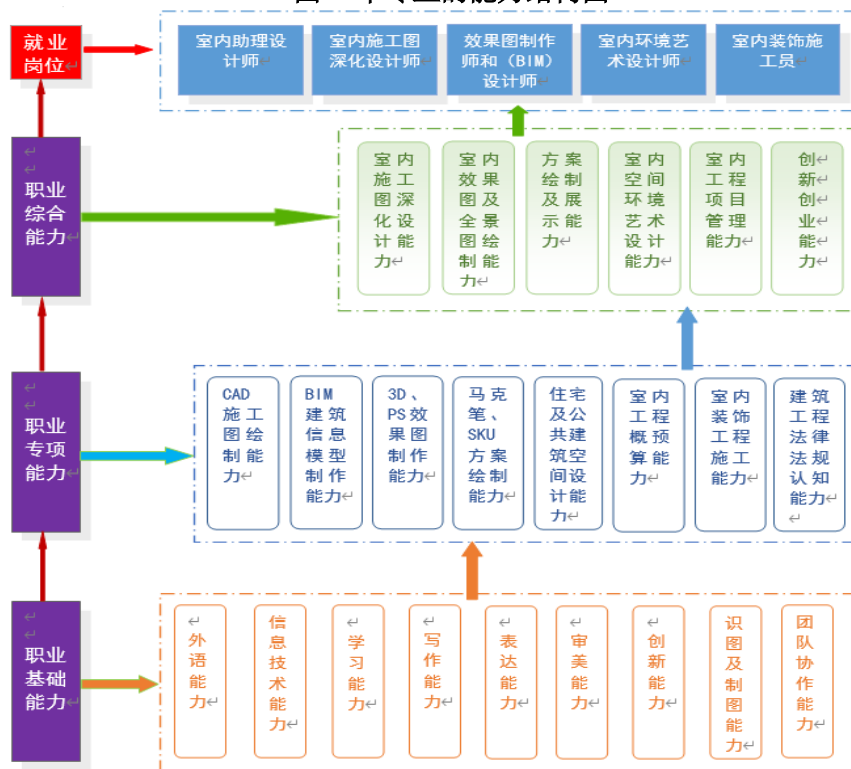 专业的能力结构图
就业
岗位
室内助理设
计师
室内施工图
深化设计师
效果图制作
师和（BIM）
设计师
室内环境艺
术设计师
室内装饰施
工员
职业
综合
能力
室内
施工
图深
化设
计能
力
室内
效果
图及
全景
图绘
制能
力
方案
绘制
及展
示能
力
室内
空间
环境
艺术
设计
能力
室内
工程
项目
管理
能力
创
新
创
业
能
力
职业
专项
能力
CAD
施工
图绘
制能
力
BIM
建筑
信息
模型
制作
能力
3D、
PS效
果图
制作
能力
马克
笔、
SKU
方案
绘制
能力
住宅
及公
共建
筑空
间设
计能
力
室内
工程
概预
算能
力
室内
装饰
工程
施工
能力
建筑
工程
法律
法规
认知
能力
职业
基础
能力
外
语
能
力
信
息
技
术
能
力
学
习
能
力
写
作
能
力
表
达
能
力
审
美
能
力
创
新
能
力
识
图
及
制
图
能
力
团
队
协
作
能
力